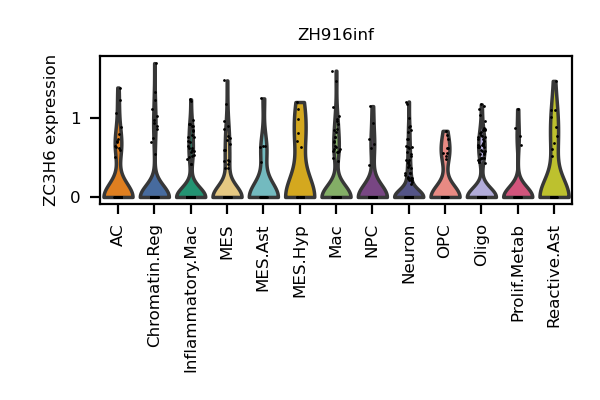 ZH916inf
ZC3H6 expression
1
0
AC
Chromatin.Reg
Inflammatory.Mac
MES
MES.Ast
MES.Hyp
Mac
NPC
Neuron
OPC
Oligo
Prolif.Metab
Reactive.Ast